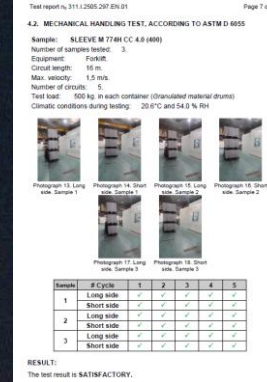 Test report nº 311.I.2505.297.EN.01
Page 7 o
4.2. MECHANICAL HANDLING TEST, ACCORDING TO ASTM D 6055
Sample: SLEEVE M 774H CC 4.0 (400)
Number of samples tested: 3.
Equipment: Forklift.
Circuit length: 16 m.
Max. velocity: 1,5 m/s.
Number of circuits: 5.
Test load: 500 kg. in each container (Granulated material drums)
Climatic conditions during testing: 20.6°C and 54.0 % RH
Photograph 13. Long side. Sample 1
Photograph 14. Short side. Sample 1
Photograph 15. Long side. Sample 2
Photograph 16. Short side. Sample 2
Photograph 17. Long side. Sample 3
Photograph 18. Short side. Sample 3
Sample # Cycle 1 2 3 4 5
1 Long side ✓ ✓ ✓ ✓ ✓
Short side ✓ ✓ ✓ ✓ ✓
2 Long side ✓ ✓ ✓ ✓ ✓
Short side ✓ ✓ ✓ ✓ ✓
3 Long side ✓ ✓ ✓ ✓ ✓
Short side ✓ ✓ ✓ ✓ ✓
RESULT:
The test result is SATISFACTORY.